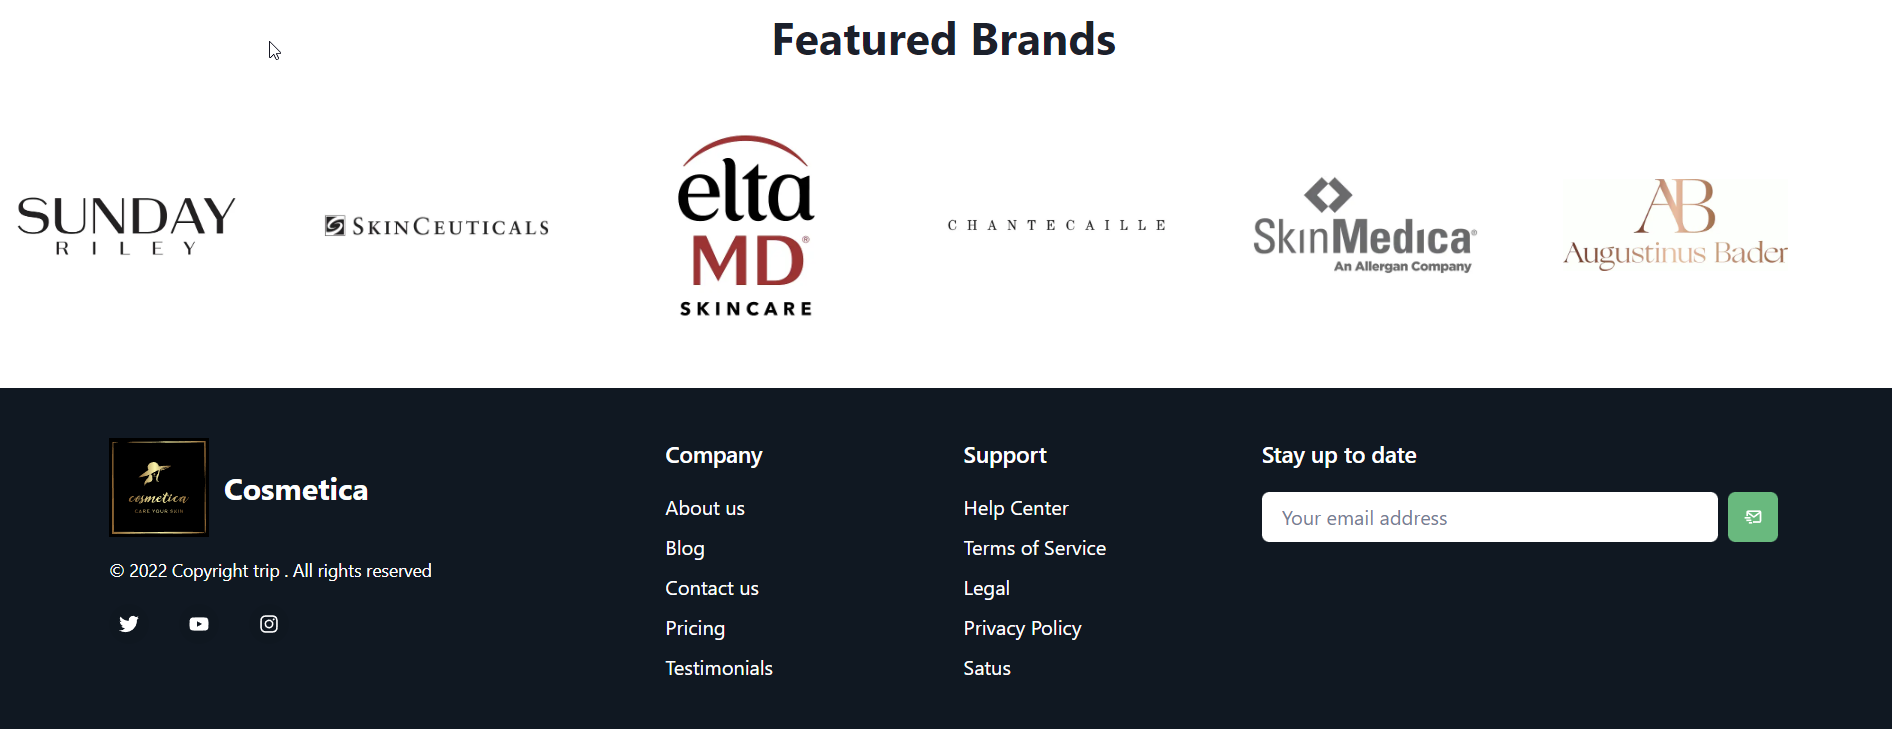 Featured Brands
SUNDAY
RILEY
SKINCEUTICALS
elta
MD®
SKINCARE
CHANTECAILLE
SkinMedica®
An Allergan Company
AB
Augustinus Bader
cosmetica
CARE YOUR SKIN
Cosmetica
© 2022 Copyright trip . All rights reserved
Company
About us
Blog
Contact us
Pricing
Testimonials
Support
Help Center
Terms of Service
Legal
Privacy Policy
Satus
Stay up to date
Your email address